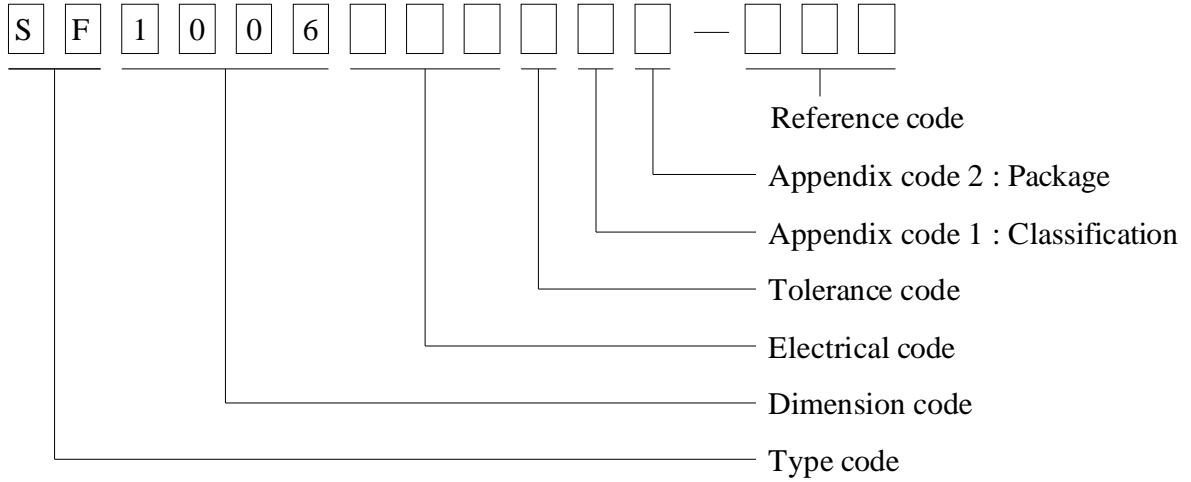 S F 1 0 0 6 —
Reference code
Appendix code 2 : Package
Appendix code 1 : Classification
Tolerance code
Electrical code
Dimension code
Type code